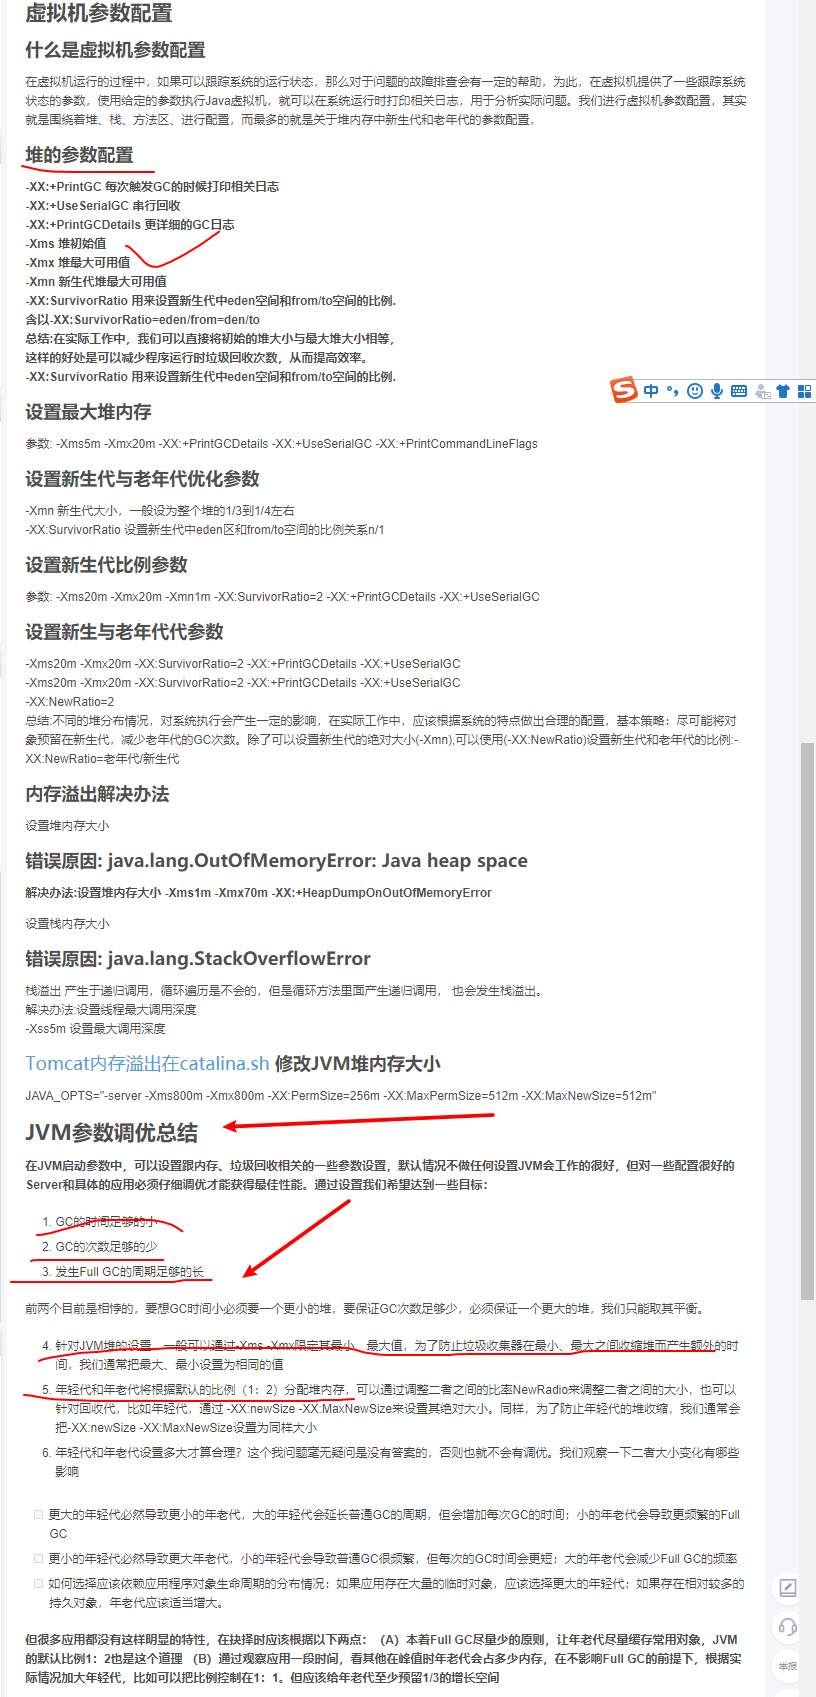 虚拟机参数配置
什么是虚拟机参数配置
在虚拟机运行的过程中，如果可以跟踪系统的运行状态，那么对于问题的故障排查会有一定的帮助，为此，在虚拟机提供了一些跟踪系统
状态的参数，使用给定的参数执行Java虚拟机，就可以在系统运行时打印相关日志，用于分析实际问题。我们进行虚拟机参数配置，其实
就是围绕着堆、栈、方法区、进行配置，而最多的就是关于堆内存中新生代和老年代的参数配置，
堆的参数配置
-XX:+PrintGC 每次触发GC的时候打印相关日志
-XX:+UseSerialGC 串行回收
-XX:+PrintGCDetails 更详细的GC日志
-Xms 堆初始值
-Xmx 堆最大可用值
-Xmn 新生代堆最大可用值
-XX:SurvivorRatio 用来设置新生代中eden空间和from/to空间的比例.
含以-XX:SurvivorRatio=eden/from=den/to
总结:在实际工作中，我们可以直接将初始的堆大小与最大堆大小相等，
这样的好处是可以减少程序运行时垃圾回收次数，从而提高效率。
-XX:SurvivorRatio 用来设置新生代中eden空间和from/to空间的比例.
中
设置最大堆内存
参数: -Xms5m -Xmx20m -XX:+PrintGCDetails -XX:+UseSerialGC -XX:+PrintCommandLineFlags
设置新生代与老年代优化参数
-Xmn 新生代大小，一般设为整个堆的1/3到1/4左右
-XX:SurvivorRatio 设置新生代中eden区和from/to空间的比例关系n/1
设置新生代比例参数
参数: -Xms20m -Xmx20m -Xmn1m -XX:SurvivorRatio=2 -XX:+PrintGCDetails -XX:+UseSerialGC
设置新生与老年代代参数
-Xms20m -Xmx20m -XX:SurvivorRatio=2 -XX:+PrintGCDetails -XX:+UseSerialGC
-Xms20m -Xmx20m -XX:SurvivorRatio=2 -XX:+PrintGCDetails -XX:+UseSerialGC
-XX:NewRatio=2
总结:不同的堆分布情况，对系统执行会产生一定的影响，在实际工作中，应该根据系统的特点做出合理的配置，基本策略：尽可能将对
象预留在新生代，减少老年代的GC次数。除了可以设置新生代的绝对大小(-Xmn),可以使用(-XX:NewRatio)设置新生代和老年代的比例:-
XX:NewRatio=老年代/新生代
内存溢出解决办法
设置堆内存大小
错误原因: java.lang.OutOfMemoryError: Java heap space
解决办法:设置堆内存大小 -Xms1m -Xmx70m -XX:+HeapDumpOnOutOfMemoryError
设置栈内存大小
错误原因: java.lang.StackOverflowError
栈溢出 产生于递归调用，循环遍历是不会的，但是循环方法里面产生递归调用， 也会发生栈溢出。
解决办法:设置线程最大调用深度
-Xss5m 设置最大调用深度
Tomcat内存溢出在catalina.sh 修改JVM堆内存大小
JAVA_OPTS="-server -Xms800m -Xmx800m -XX:PermSize=256m -XX:MaxPermSize=512m -XX:MaxNewSize=512m"
JVM参数调优总结
在JVM启动参数中，可以设置跟内存、垃圾回收相关的一些参数设置，默认情况不做任何设置JVM会工作的很好，但对一些配置很好的
Server和具体的应用必须仔细调优才能获得最佳性能。通过设置我们希望达到一些目标：
1. GC的时间足够的小
2. GC的次数足够的少
3. 发生Full GC的周期足够的长
前两个目前是相悖的，要想GC时间小必须要一个更小的堆，要保证GC次数足够少，必须保证一个更大的堆，我们只能取其平衡。
4. 针对JVM堆的设置，一般可以通过-Xms -Xmx限定其最小、最大值，为了防止垃圾收集器在最小、最大之间收缩堆而产生额外的时
间，我们通常把最大、最小设置为相同的值
5. 年轻代和年老代将根据默认的比例（1：2）分配堆内存，可以通过调整二者之间的比率NewRadio来调整二者之间的大小，也可以
针对回收代，比如年轻代，通过 -XX:newSize -XX:MaxNewSize来设置其绝对大小。同样，为了防止年轻代的堆收缩，我们通常会
把-XX:newSize -XX:MaxNewSize设置为同样大小
6. 年轻代和年老代设置多大才算合理？这个我问题毫无疑问是没有答案的，否则也就不会有调优。我们观察一下二者大小变化有哪些
影响
更大的年轻代必然导致更小的年老代，大的年轻代会延长普通GC的周期，但会增加每次GC的时间；小的年老代会导致更频繁的Full
GC
更小的年轻代必然导致更大年老代，小的年轻代会导致普通GC很频繁，但每次的GC时间会更短；大的年老代会减少Full GC的频率
如何选择应该依赖应用程序对象生命周期的分布情况：如果应用存在大量的临时对象，应该选择更大的年轻代；如果存在相对较多的
持久对象，年老代应该适当增大。
但很多应用都没有这样明显的特性，在抉择时应该根据以下两点：（A）本着Full GC尽量少的原则，让年老代尽量缓存常用对象，JVM
的默认比例1：2也是这个道理 （B）通过观察应用一段时间，看其他在峰值时年老代会占多少内存，在不影响Full GC的前提下，根据实
际情况加大年轻代，比如可以把比例控制在1：1。但应该给年老代至少预留1/3的增长空间
举报